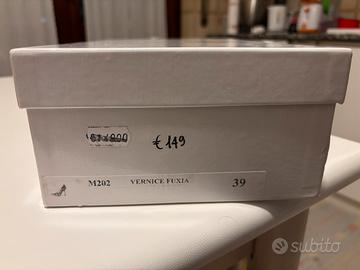 € 149
M202 VERNICE FUXIA 39
subito